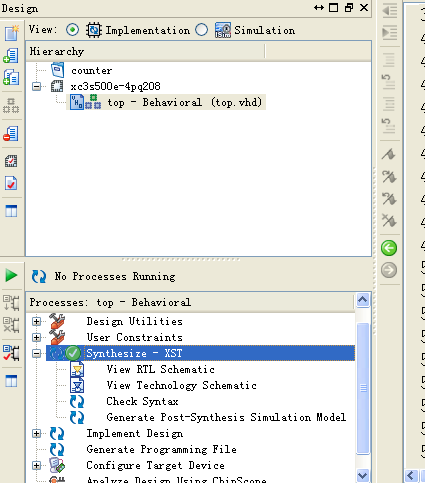 Design
View: Implementation Simulation
Hierarchy
counter
xc3s500e-4pq208
top - Behavioral (top.vhd)
No Processes Running
Processes: top - Behavioral
Design Utilities
User Constraints
Synthesize - XST
View RTL Schematic
View Technology Schematic
Check Syntax
Generate Post-Synthesis Simulation Model
Implement Design
Generate Programming File
Configure Target Device
Analyze Design Using ChipScope